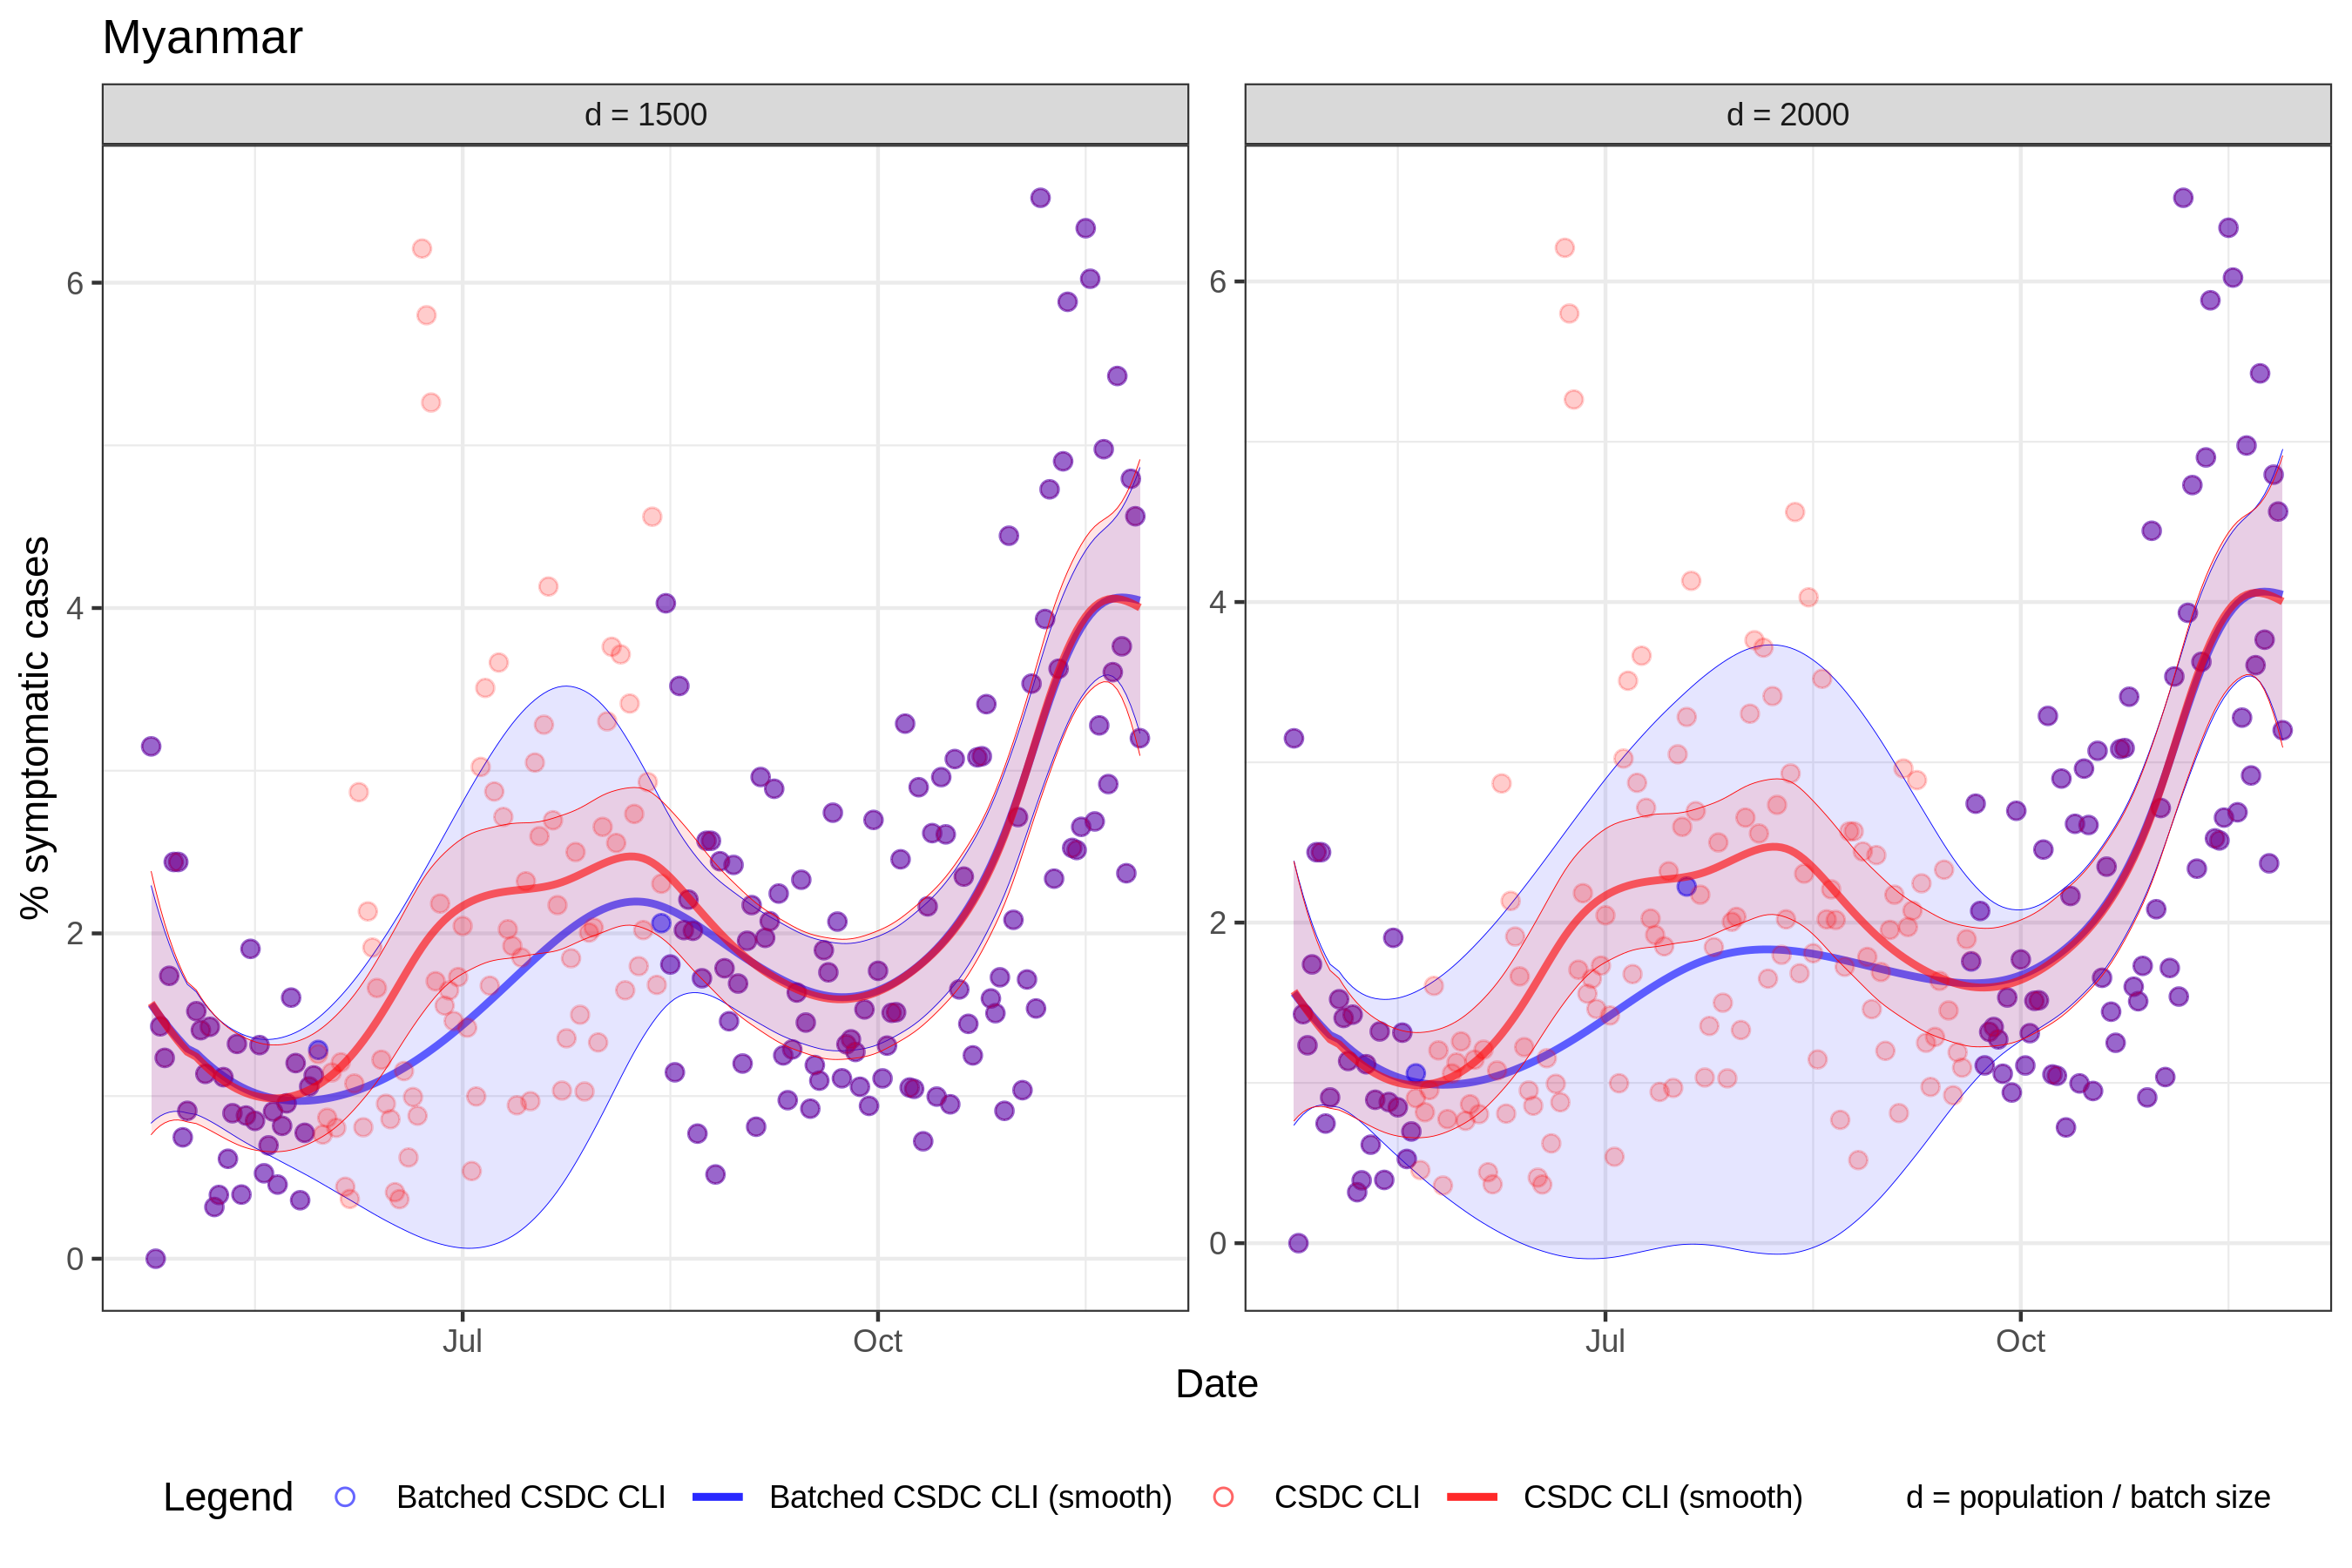 Myanmar
d = 1500
d = 2000
% symptomatic cases
6
4
2
0
6
4
2
0
Jul
Oct
Jul
Oct
Date
Legend
Batched CSDC CLI
Batched CSDC CLI (smooth)
CSDC CLI
CSDC CLI (smooth)
d = population / batch size